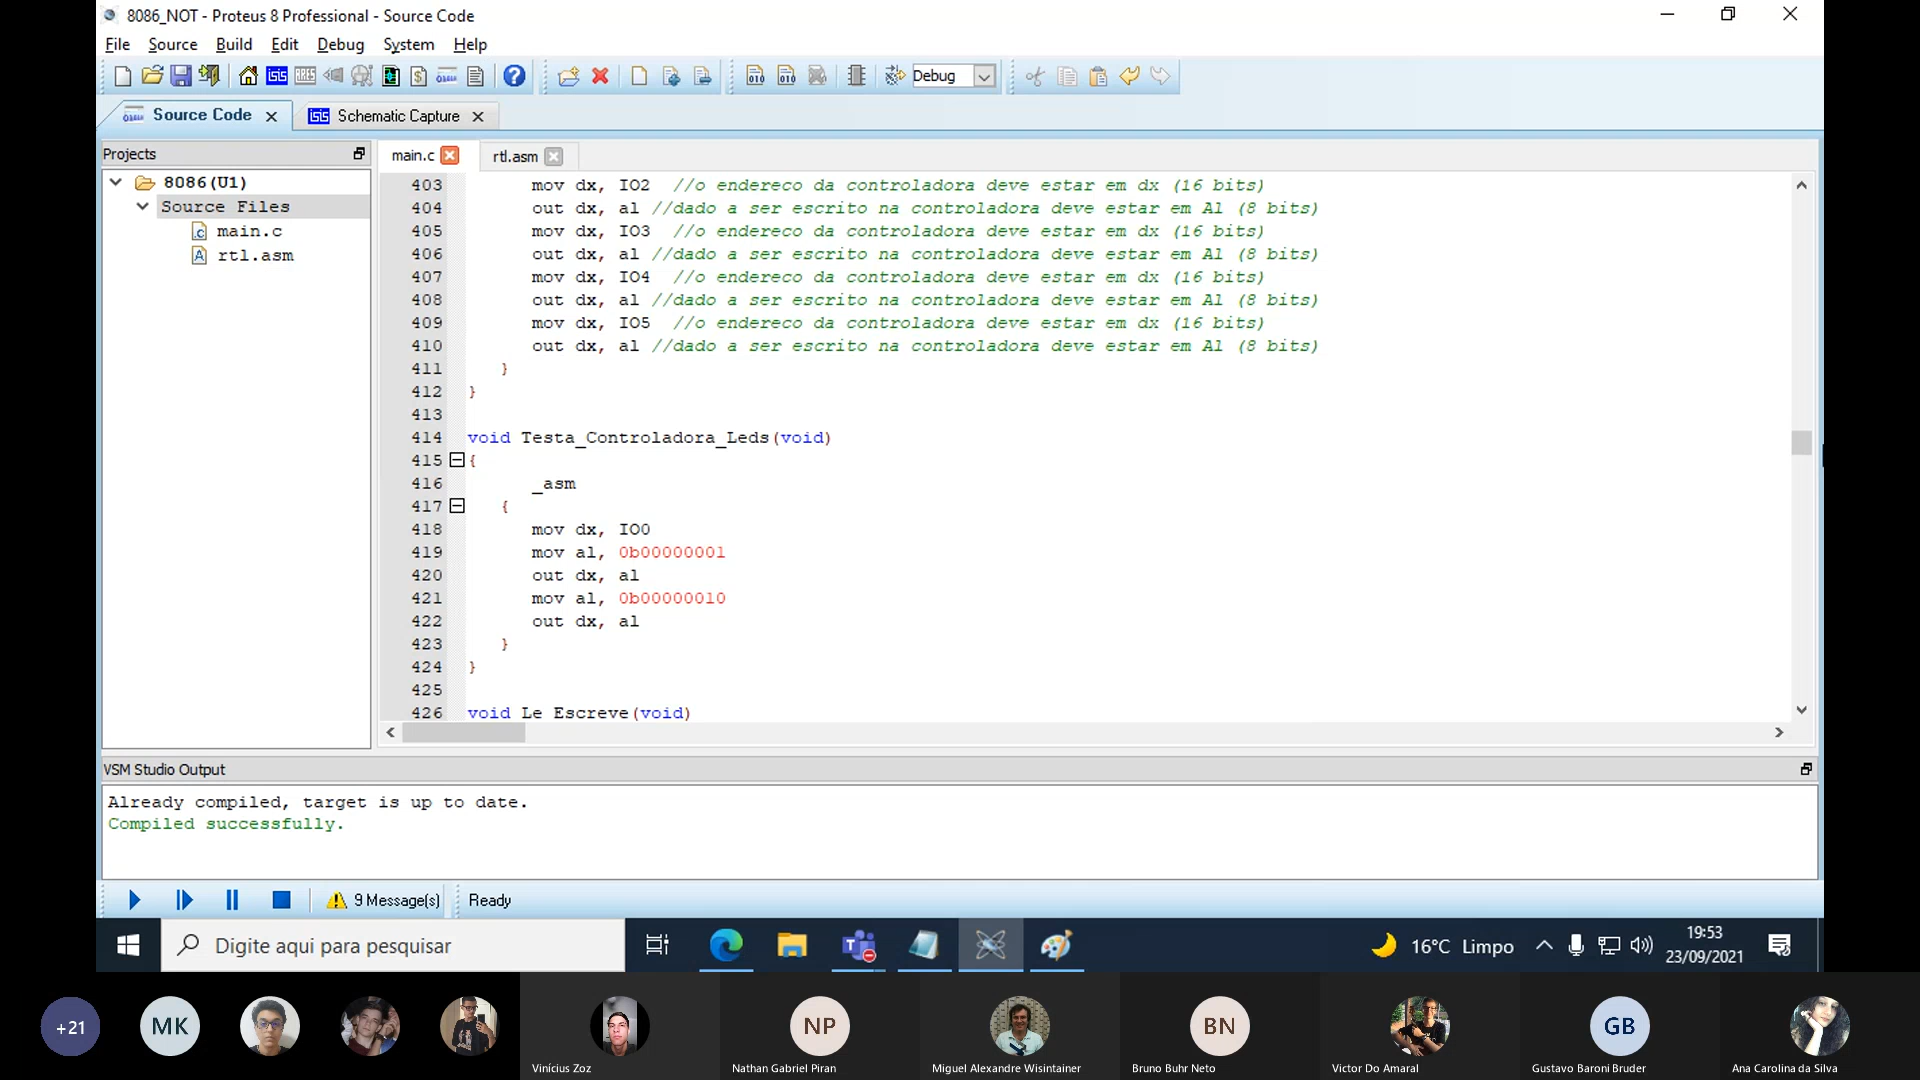 8086_NOT - Proteus 8 Professional - Source Code
File Source Build Edit Debug System Help
Debug
Source Code
Schematic Capture
Projects
main.c
rtl.asm
8086(U1)
Source Files
main.c
rtl.asm
403 mov dx, IO2 //o endereco da controladora deve estar em dx (16 bits)
404 out dx, al //dado a ser escrito na controladora deve estar em Al (8 bits)
405 mov dx, IO3 //o endereco da controladora deve estar em dx (16 bits)
406 out dx, al //dado a ser escrito na controladora deve estar em Al (8 bits)
407 mov dx, IO4 //o endereco da controladora deve estar em dx (16 bits)
408 out dx, al //dado a ser escrito na controladora deve estar em Al (8 bits)
409 mov dx, IO5 //o endereco da controladora deve estar em dx (16 bits)
410 out dx, al //dado a ser escrito na controladora deve estar em Al (8 bits)
411 }
412 }
413
414 void Testa_Controladora_Leds(void)
415 {
416 _asm
417 {
418 mov dx, IO0
419 mov al, 0b00000001
420 out dx, al
421 mov al, 0b00000010
422 out dx, al
423 }
424 }
425
426 void Le Escreve(void)
VSM Studio Output
Already compiled, target is up to date.
Compiled successfully.
9 Message(s)
Ready
Digite aqui para pesquisar
16°C Limpo
19:53
23/09/2021
+21
MK
NP
BN
GB
Vinícius Zoz
Nathan Gabriel Piran
Miguel Alexandre Wisintainer
Bruno Buhr Neto
Victor Do Amaral
Gustavo Baroni Bruder
Ana Carolina da Silva